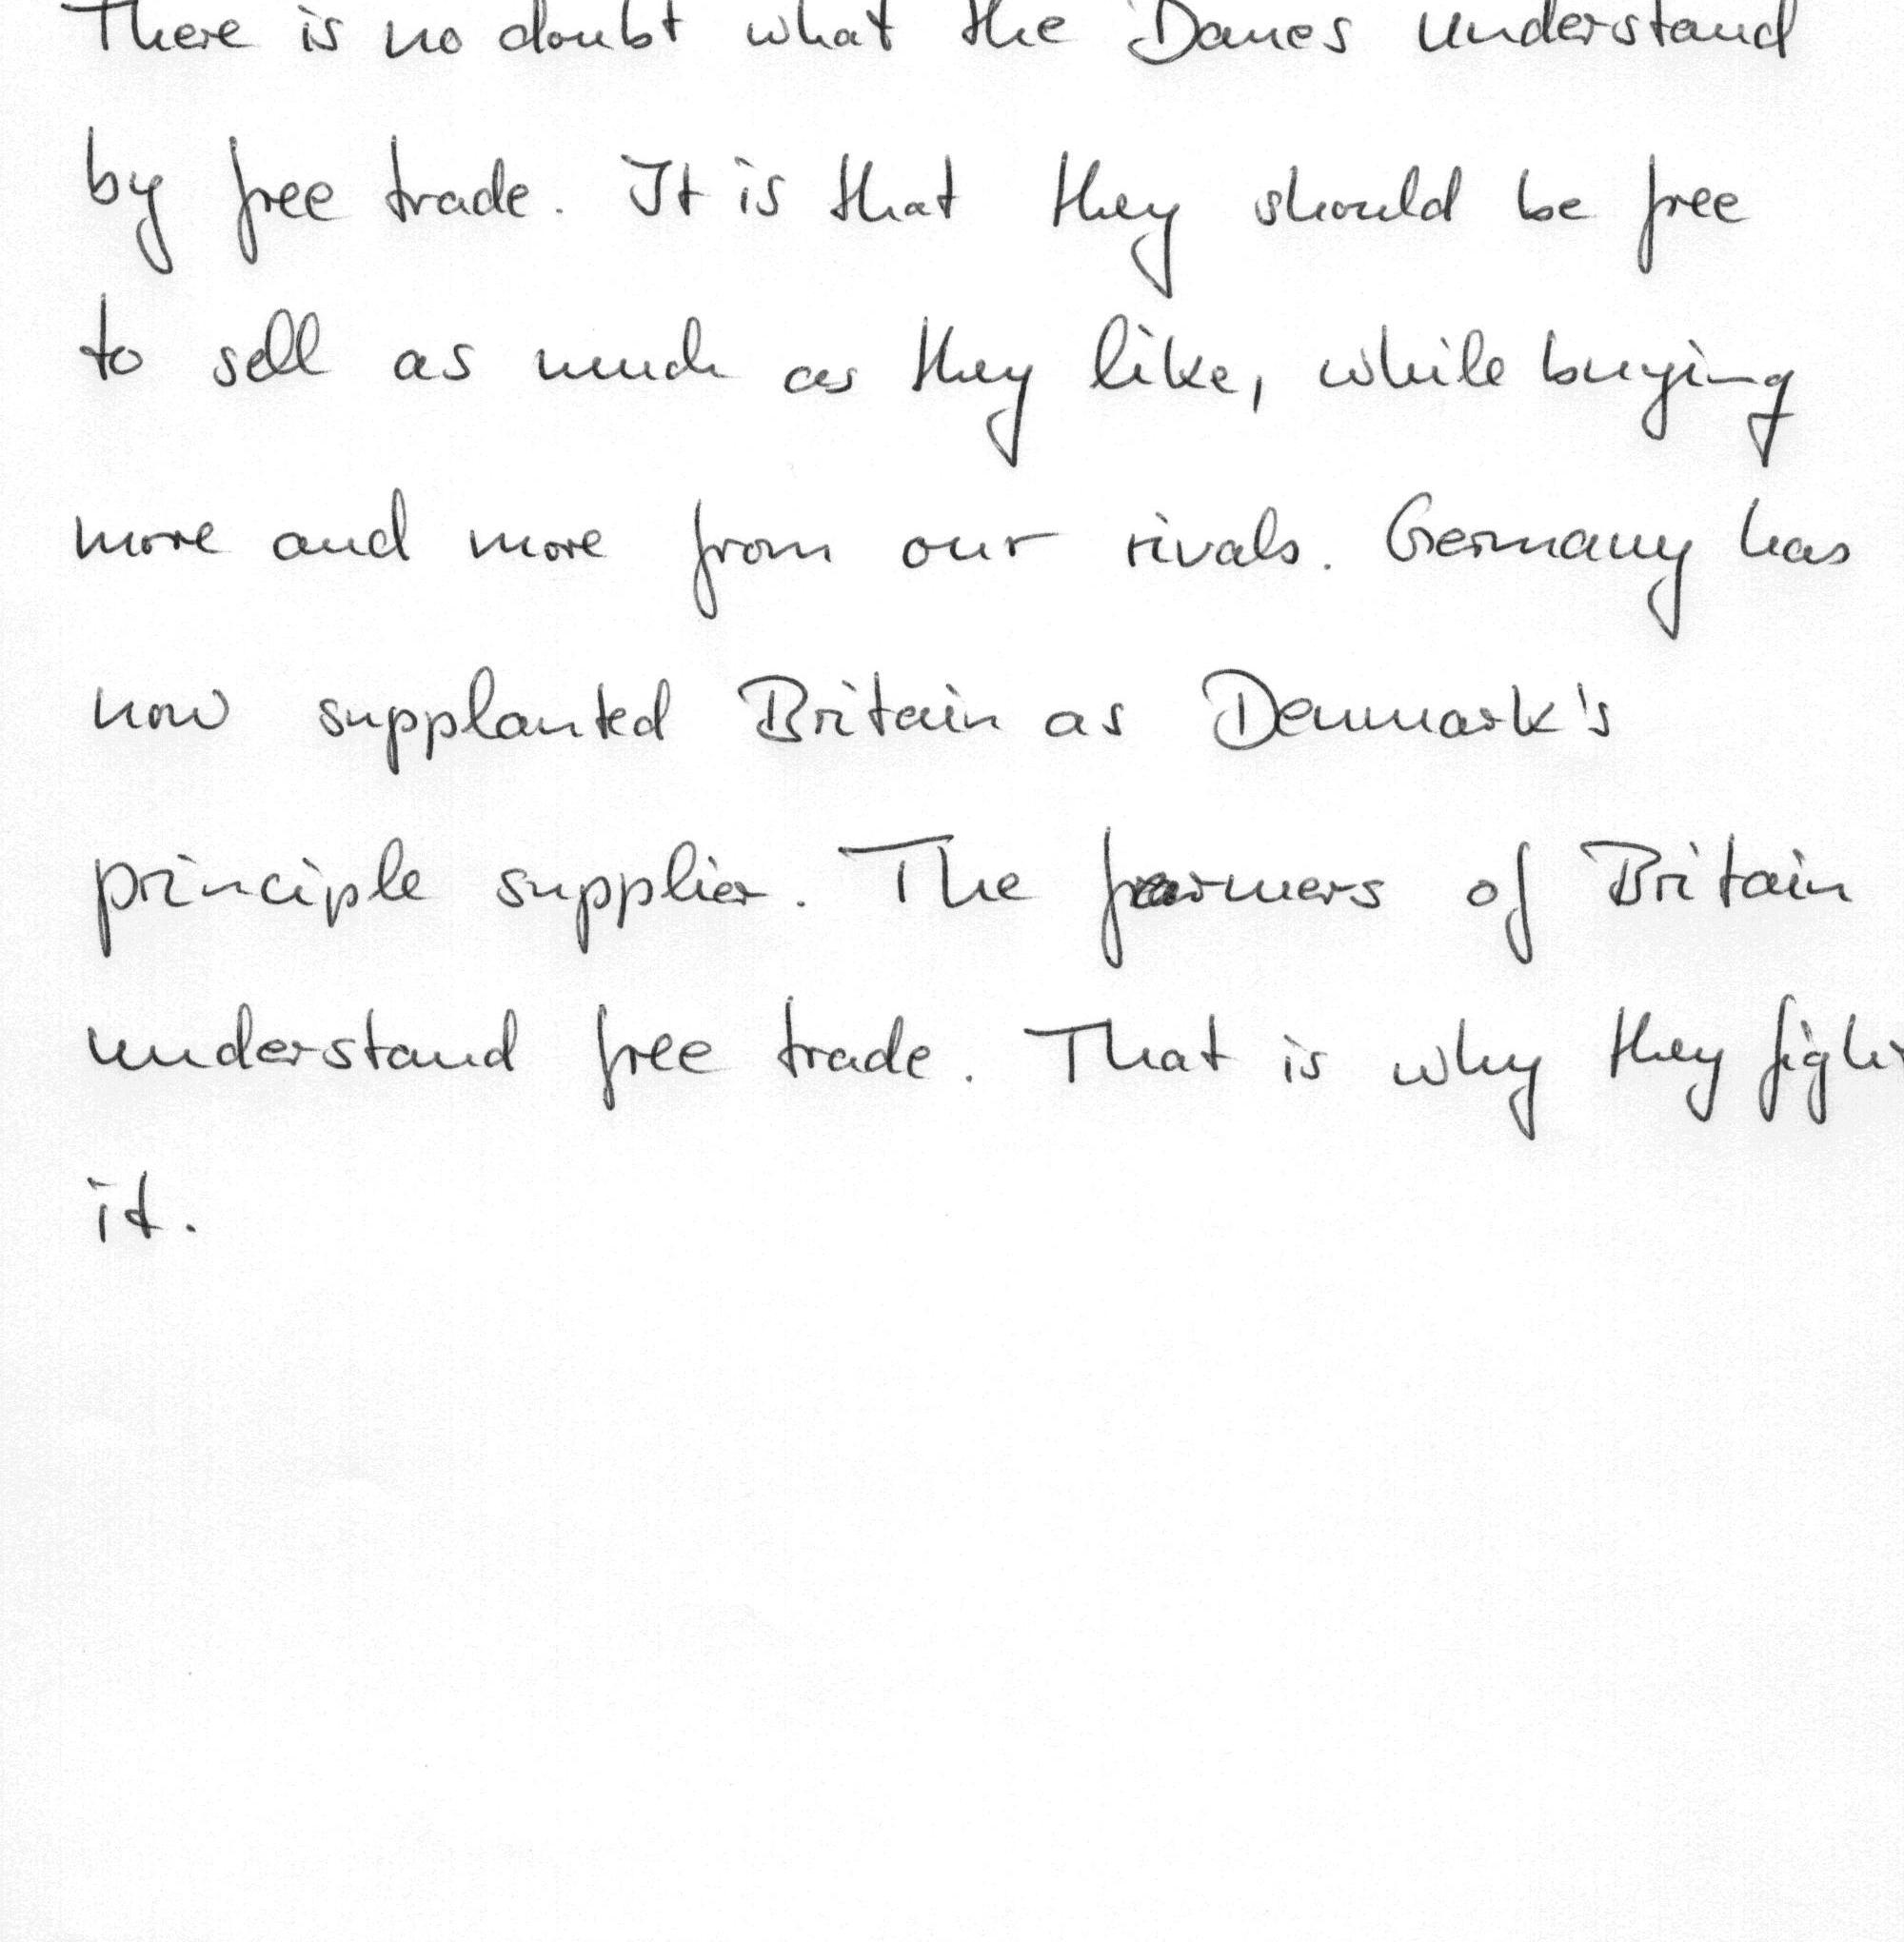 There is no doubt what the Danes understand
by free trade. It is that they should be free
to sell as much as they like, while buying
more and more from our rivals. Germany has
now supplanted Britain as Denmark's
principle supplier. The farmers of Britain
understand free trade. That is why they fight
it.